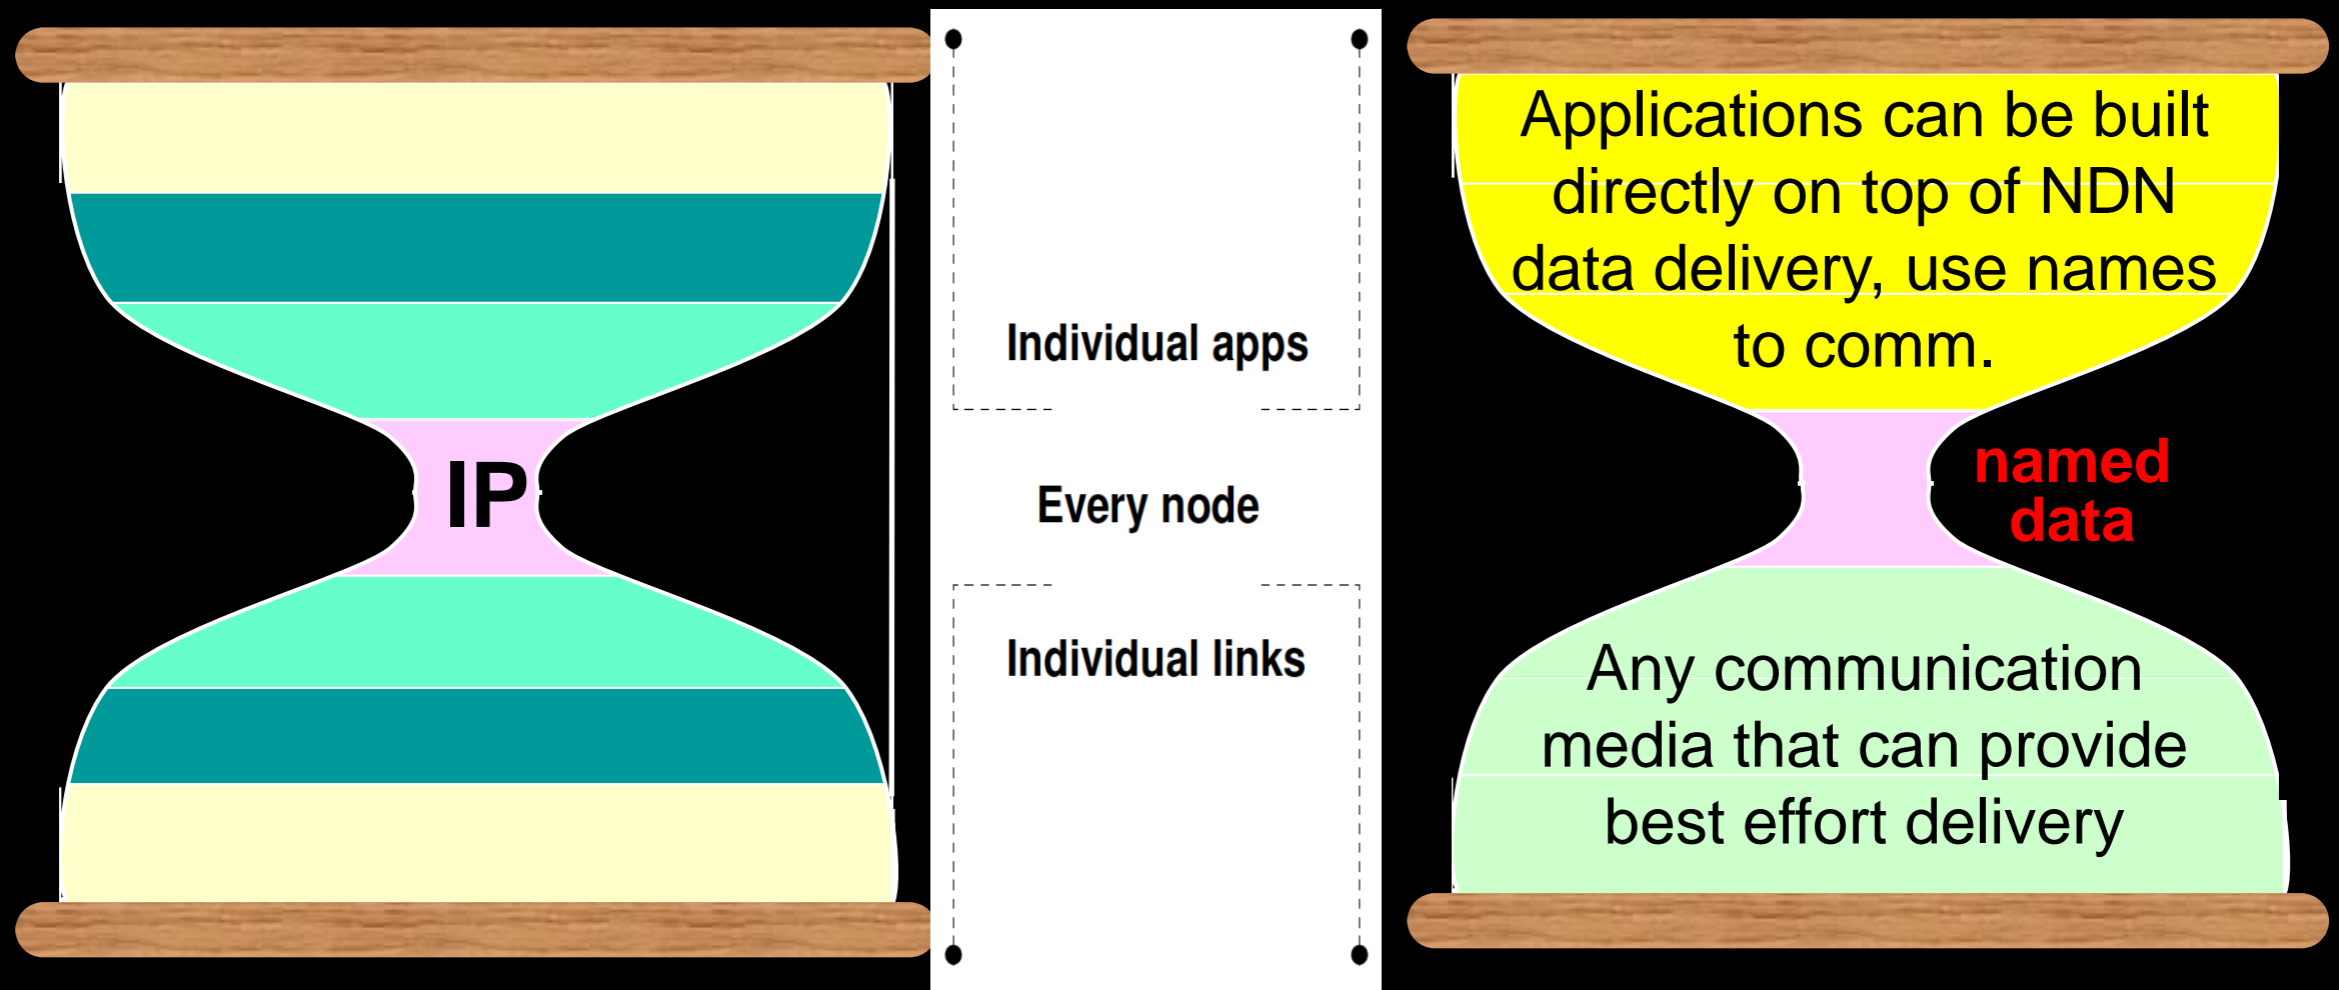 IP
Individual apps
Every node
Individual links
Applications can be built
directly on top of NDN
data delivery, use names
to comm.
named
data
Any communication
media that can provide
best effort delivery